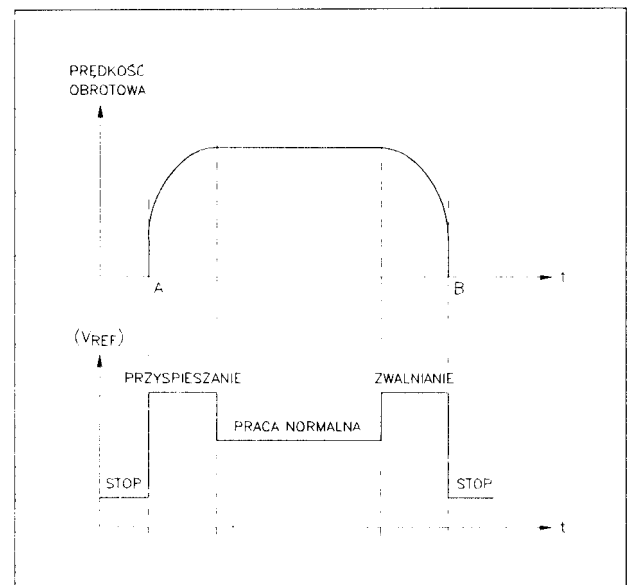 PRĘDKOŚĆ
OBROTOWA
A
B
t
(VREF)
PRZYSPIESZANIE
ZWALNIANIE
PRACA NORMALNA
STOP
STOP
t